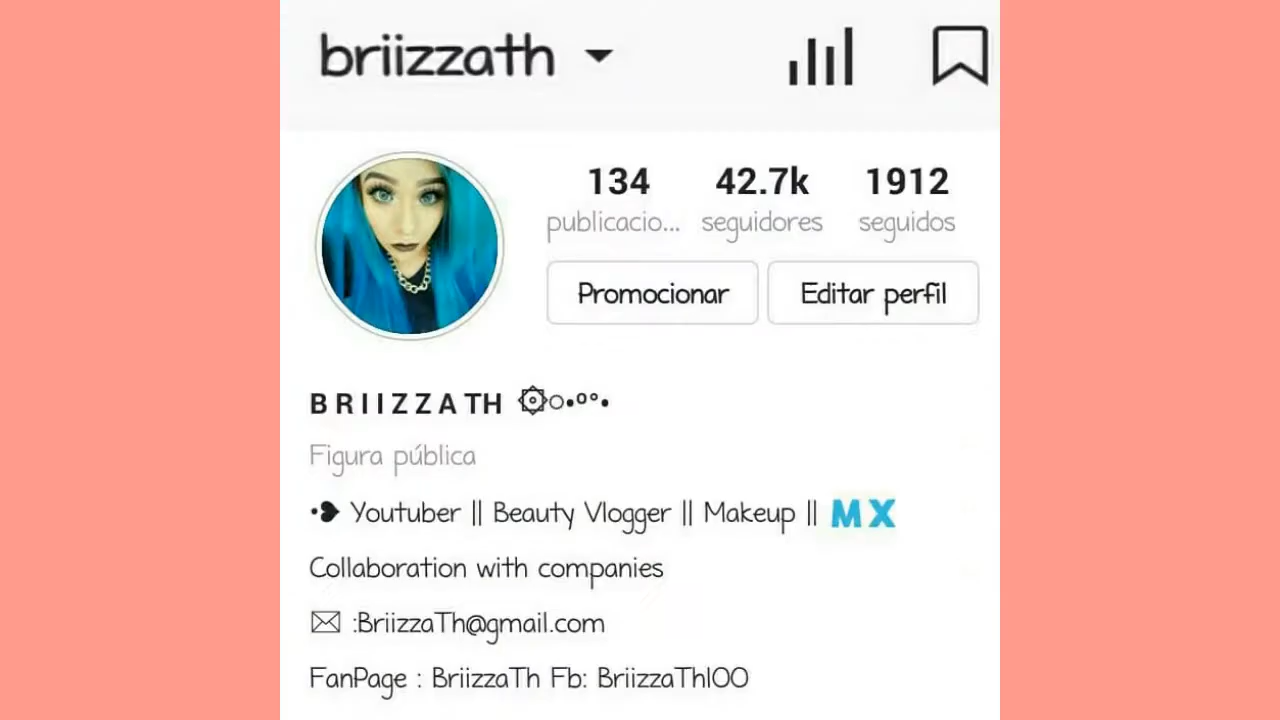 briizzath
134 42.7k 1912
publicacio... seguidores seguidos
Promocionar Editar perfil
B R I I Z Z A TH ۞○•°°•
Figura pública
•❥ Youtuber || Beauty Vlogger || Makeup || MX
Collaboration with companies
✉ :BriizzaTh@gmail.com
FanPage : BriizzaTh Fb: BriizzaTh100